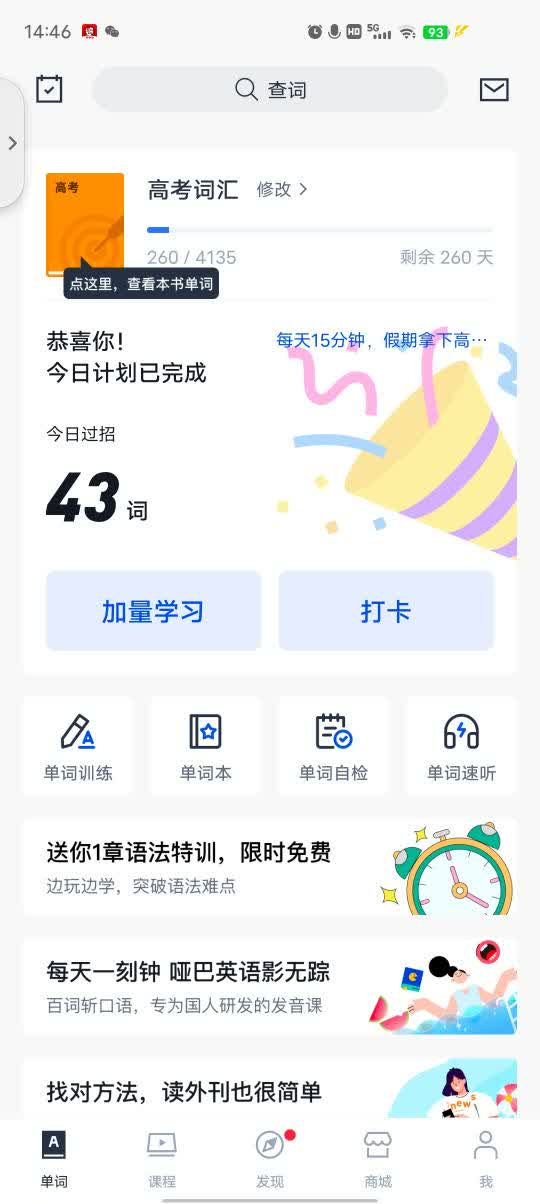 14:46
HD 5G 93
查词
高考
高考词汇 修改
260 / 4135 剩余 260 天
点这里，查看本书单词
恭喜你！
今日计划已完成
每天15分钟，假期拿下高…
今日过招
43 词
加量学习 打卡
单词训练 单词本 单词自检 单词速听
送你1章语法特训，限时免费
边玩边学，突破语法难点
每天一刻钟 哑巴英语影无踪
百词斩口语，专为国人研发的发音课
找对方法，读外刊也很简单
news
单词 课程 发现 商城 我